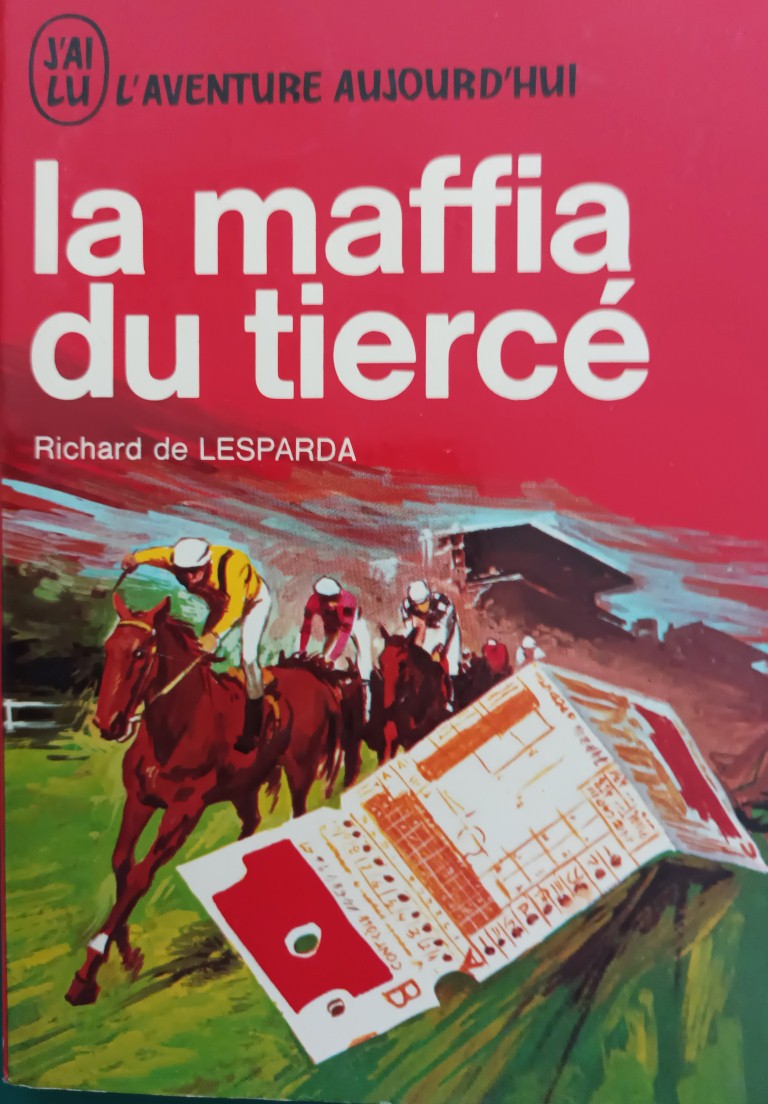 J'AI
LU
L'AVENTURE AUJOURD'HUI
la maffia
du tiercé
Richard de LESPARDA
B
A